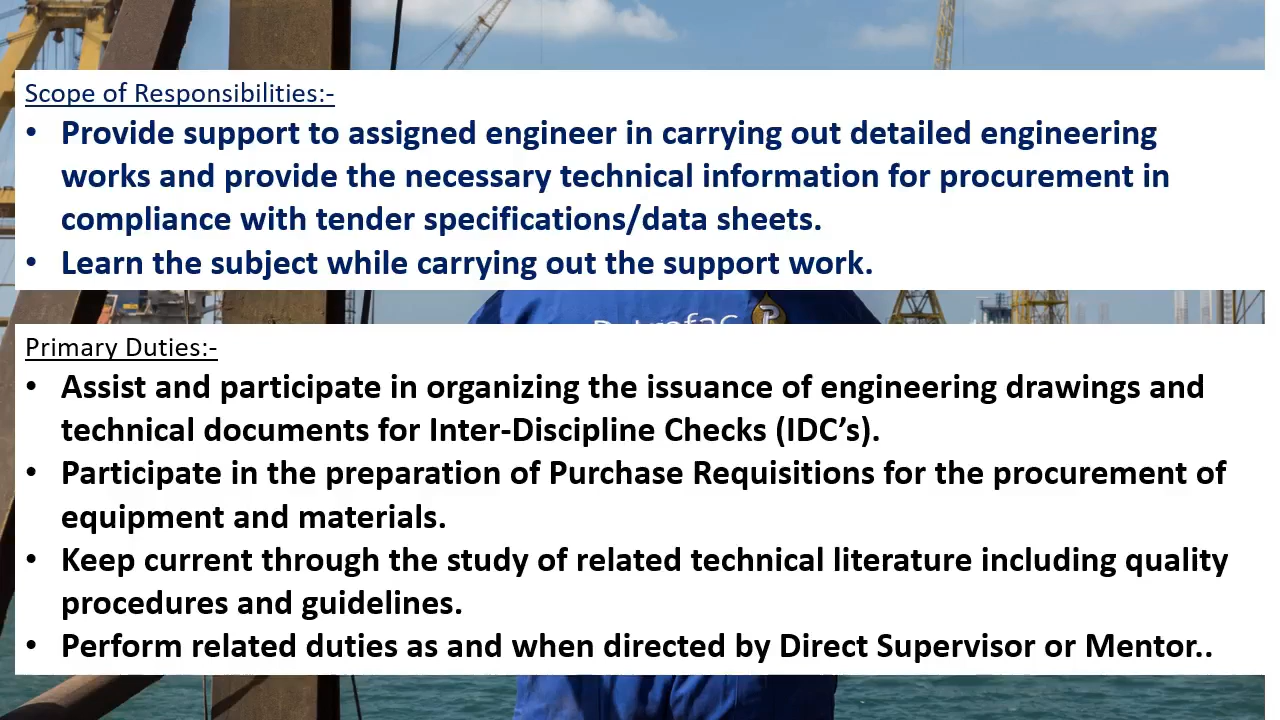 Scope of Responsibilities:-
• Provide support to assigned engineer in carrying out detailed engineering
works and provide the necessary technical information for procurement in
compliance with tender specifications/data sheets.
• Learn the subject while carrying out the support work.
Primary Duties:-
• Assist and participate in organizing the issuance of engineering drawings and
technical documents for Inter-Discipline Checks (IDC’s).
• Participate in the preparation of Purchase Requisitions for the procurement of
equipment and materials.
• Keep current through the study of related technical literature including quality
procedures and guidelines.
• Perform related duties as and when directed by Direct Supervisor or Mentor..